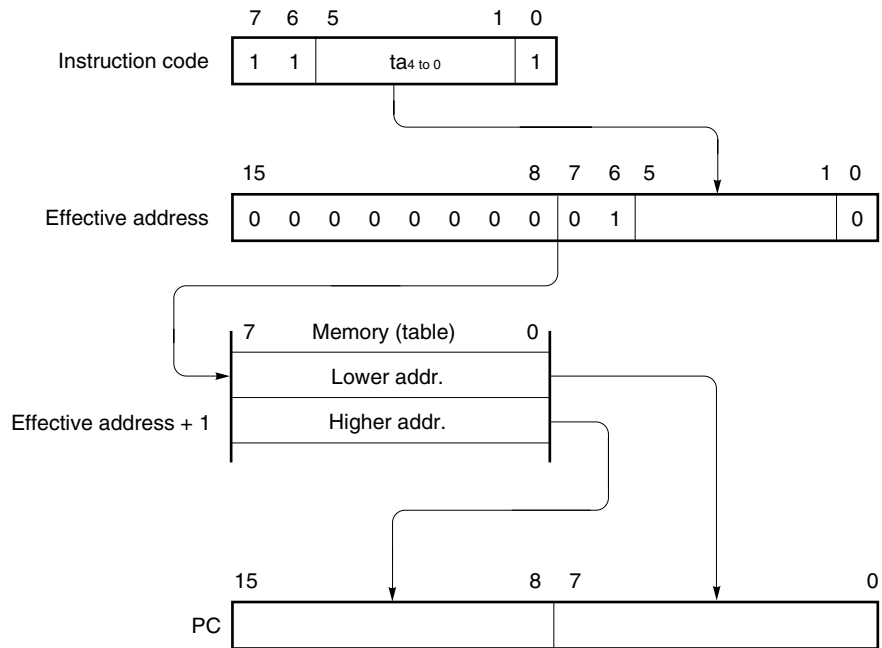 7 6 5 1 0
Instruction code 1 1 ta4 to 0 1
15 8 7 6 5 1 0
Effective address 0 0 0 0 0 0 0 0 0 1 0
7 Memory (table) 0
Lower addr.
Effective address + 1 Higher addr.
15 8 7 0
PC